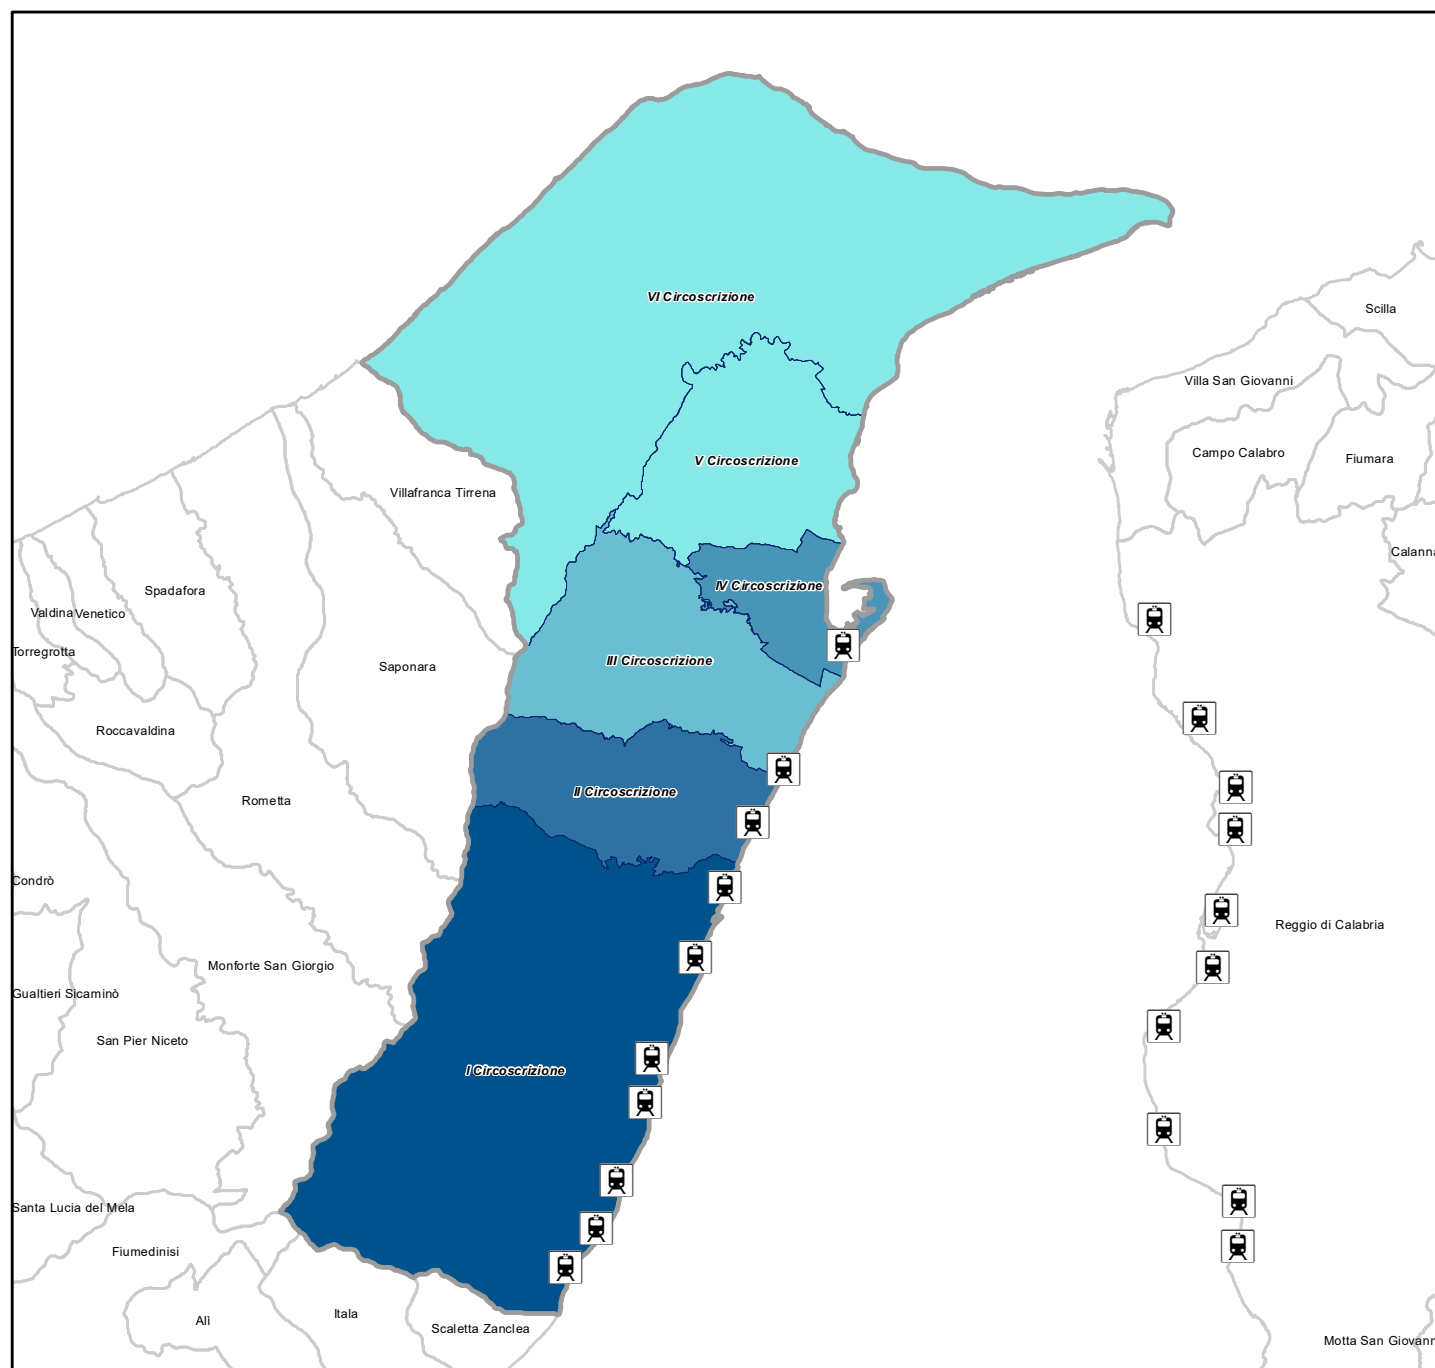 VI Circoscrizione
Scilla
Villa San Giovanni
Campo Calabro
Fiumara
V Circoscrizione
Villafranca Tirrena
Calanna
Spadafora
IV Circoscrizione
Valdina
Venetico
Torregrotta
III Circoscrizione
Saponara
Roccavaldina
II Circoscrizione
Rometta
Condrò
Reggio di Calabria
Monforte San Giorgio
Gualtieri Sicaminò
San Pier Niceto
I Circoscrizione
Santa Lucia del Mela
Fiumedinisi
Itala
Alì
Scaletta Zanclea
Motta San Giovann